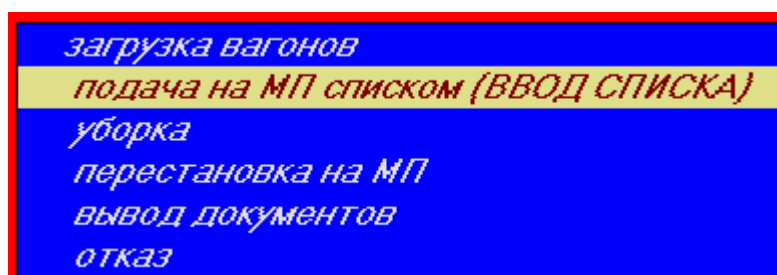 загрузка вагонов
подача на МП списком (ВВОД СПИСКА)
уборка
перестановка на МП
вывод документов
отказ